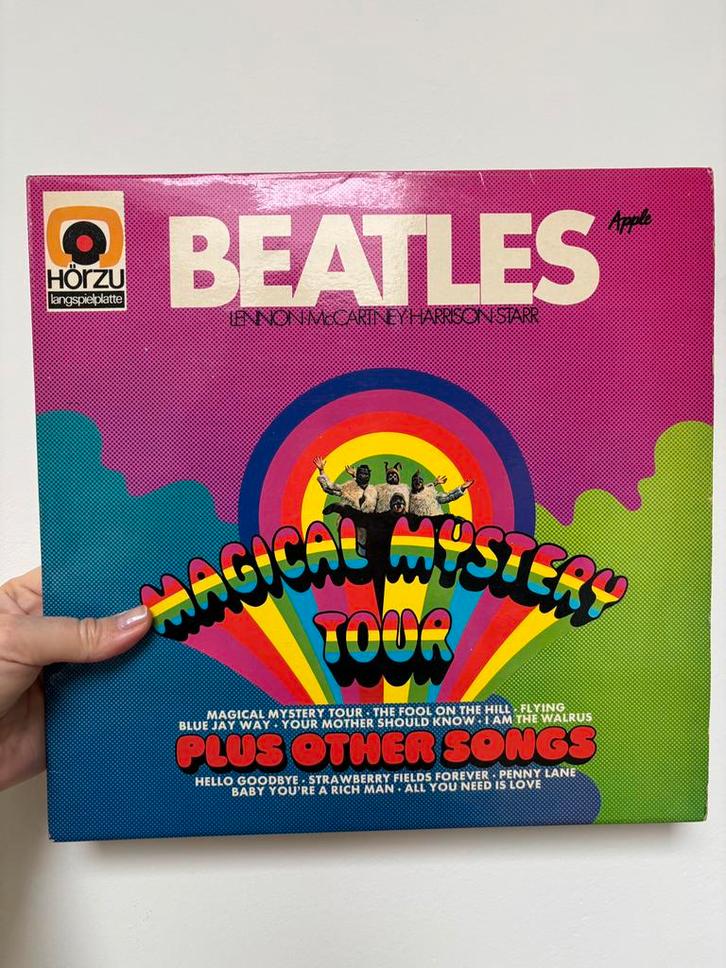 HÖRZU
langspielplatte
BEATLES
Apple
LENNON·McCARTNEY·HARRISON·STARR
MAGICAL MYSTERY
TOUR
MAGICAL MYSTERY TOUR · THE FOOL ON THE HILL · FLYING
BLUE JAY WAY · YOUR MOTHER SHOULD KNOW · I AM THE WALRUS
PLUS OTHER SONGS
HELLO GOODBYE · STRAWBERRY FIELDS FOREVER · PENNY LANE
BABY YOU'RE A RICH MAN · ALL YOU NEED IS LOVE